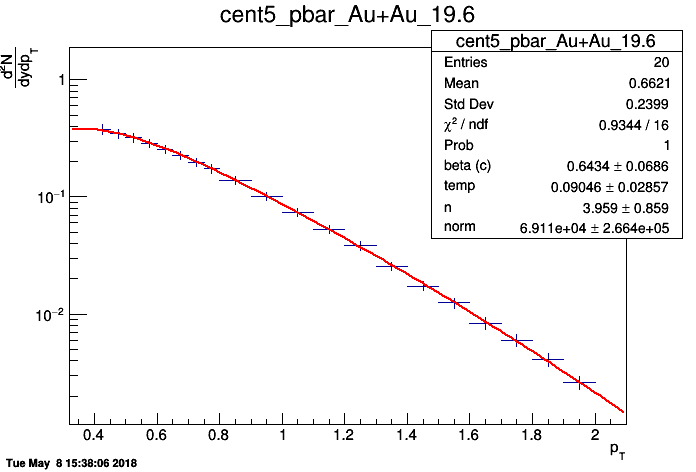 cent5_pbar_Au+Au_19.6
d²N
dydp_T
cent5_pbar_Au+Au_19.6
Entries 20
Mean 0.6621
Std Dev 0.2399
χ² / ndf 0.9344 / 16
Prob 1
beta (c) 0.6434 ± 0.0686
temp 0.09046 ± 0.02857
n 3.959 ± 0.859
norm 6.911e+04 ± 2.664e+05
1
10⁻¹
10⁻²
0.4 0.6 0.8 1 1.2 1.4 1.6 1.8 2
p_T
Tue May 8 15:38:06 2018